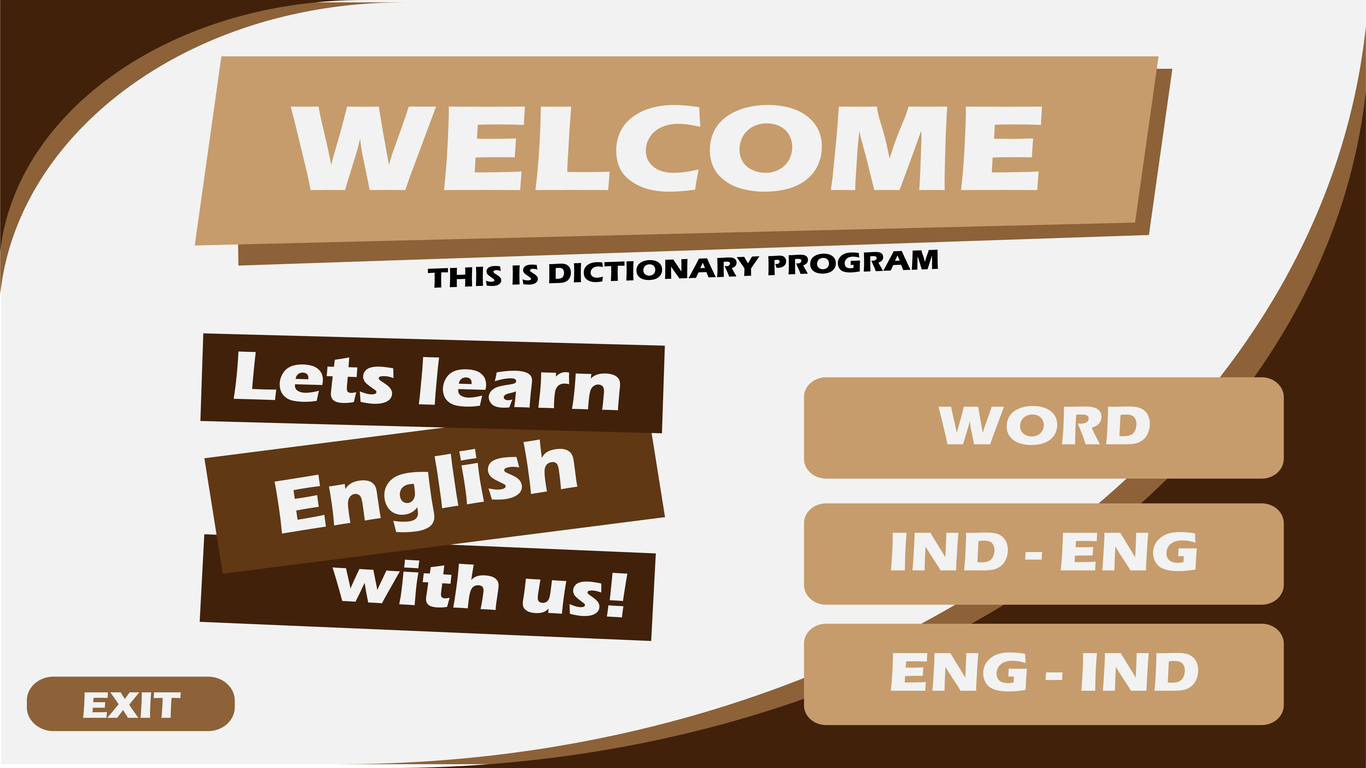 WELCOME
THIS IS DICTIONARY PROGRAM
Lets learn
English
with us!
WORD
IND - ENG
ENG - IND
EXIT